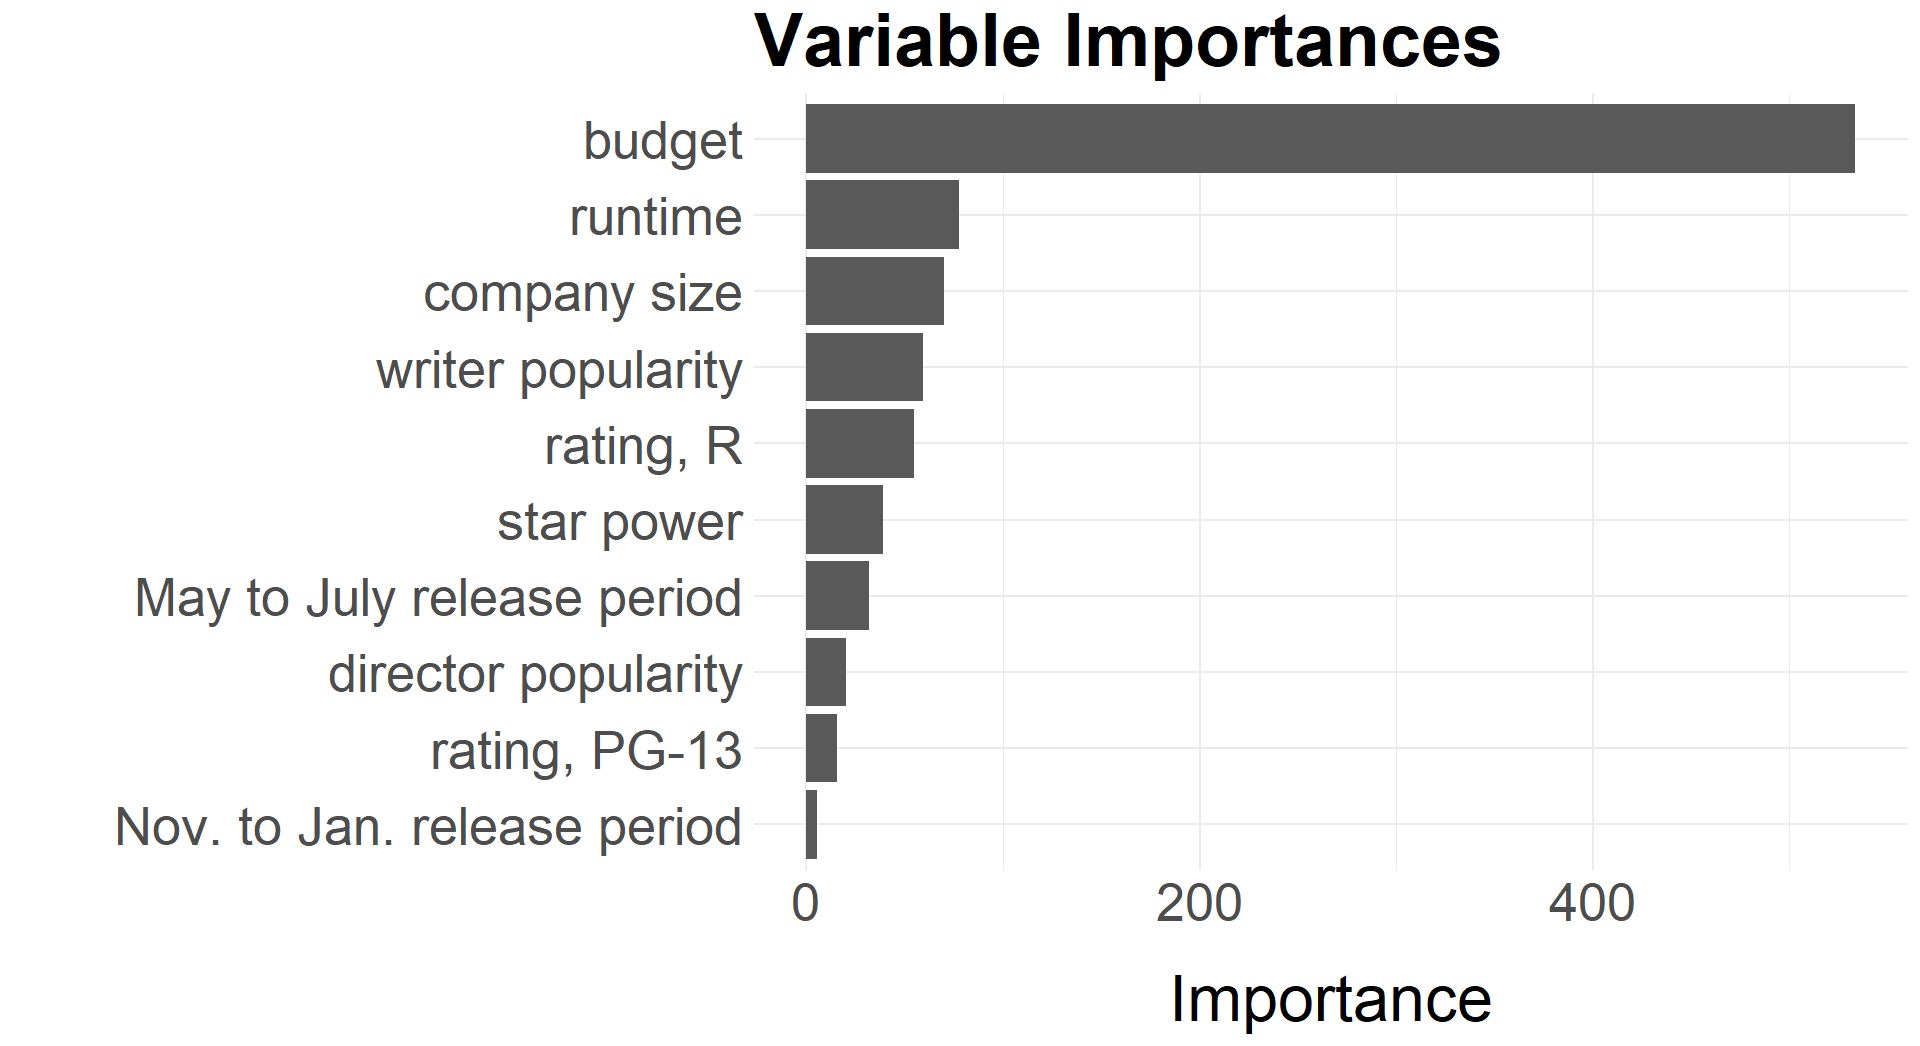 Variable Importances
budget
runtime
company size
writer popularity
rating, R
star power
May to July release period
director popularity
rating, PG-13
Nov. to Jan. release period
0 200 400
Importance